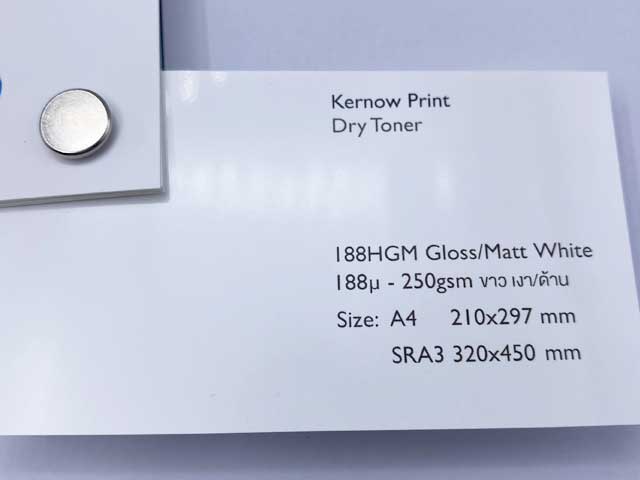 Kernow Print
Dry Toner
188HGM Gloss/Matt White
188µ - 250gsm ขาว เงา/ด้าน
Size: A4 210x297 mm
SRA3 320x450 mm